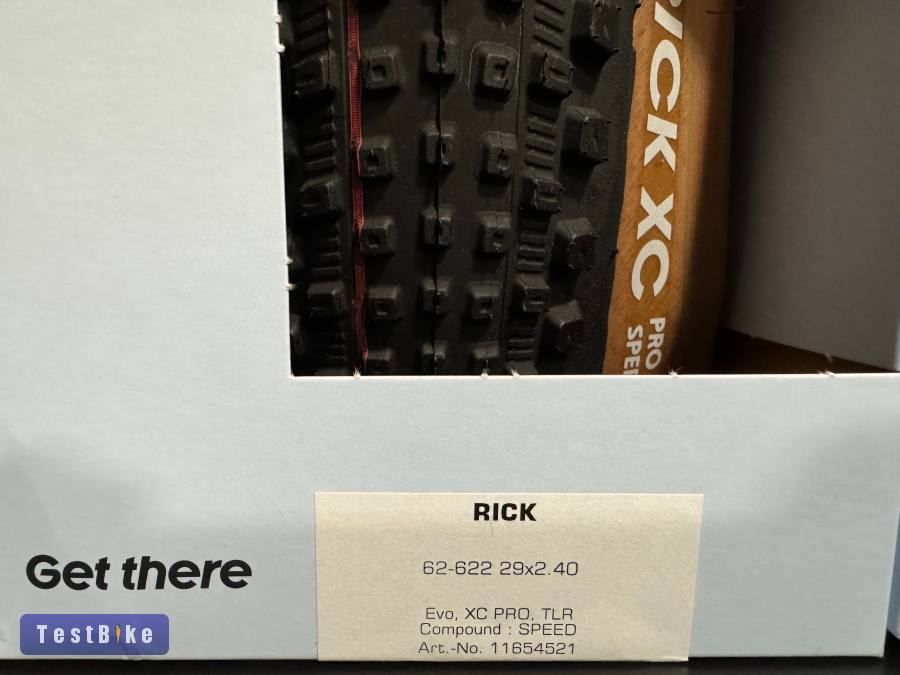 RICK XC
PRO
SPE
RICK
62-622 29x2.40
Evo, XC PRO, TLR
Compound : SPEED
Art.-No. 11654521
Get there
TestBike